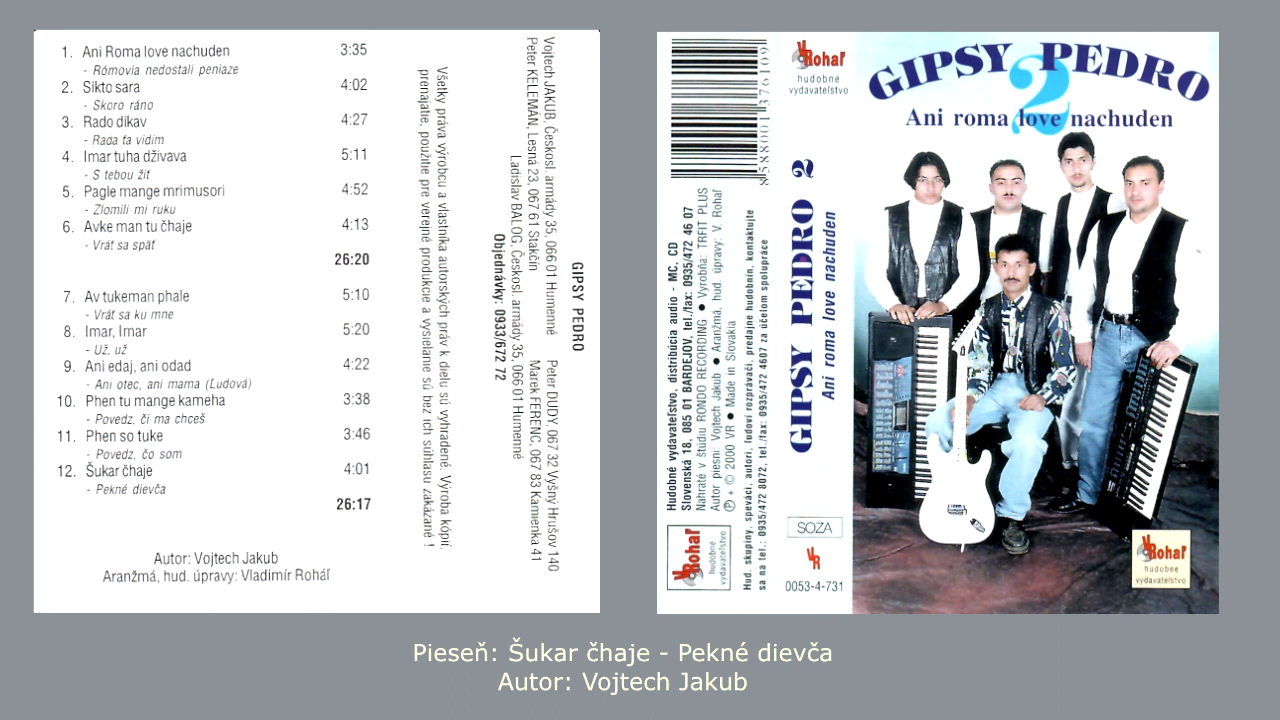 1. Ani Roma love nachuden 3:35
- Rómovia nedostali peniaze
2. Sikto sara 4:02
- Skoro ráno
3. Rado dikav 4:27
- Rada ťa vidím
4. Imar tuha dživava 5:11
- S tebou žiť
5. Pagle mange mrimusori 4:52
- Zlomili mi ruku
6. Avke man tu čhaje 4:13
- Vráť sa späť
26:20
7. Av tukeman phale 5:10
- Vráť sa ku mne
8. Imar, Imar 5:20
- Už, už
9. Ani edaj, ani odad 4:22
- Ani otec, ani mama (Ľudová)
10. Phen tu mange kameha 3:38
- Povedz, či ma chceš
11. Phen so tuke 3:46
- Povedz, čo som
12. Šukar čhaje 4:01
- Pekné dievča
26:17
Autor: Vojtech Jakub
Aranžmá, hud. úpravy: Vladimír Roháľ
GIPSY PEDRO
Vojtech JAKUB, Českosl. armády 35, 066 01 Humenné Peter DUDY, 067 32 Vyšný Hrušov 140
Peter KELEMÁN, Lesná 23, 067 61 Stakčín Marek FERENC, 067 83 Kamienka 41
Ladislav BALOG, Českosl. armády 35, 066 01 Humenné
Objednávky: 0933/672 72
Všetky práva výrobcu a vlastníka autorských práv k dielu sú vyhradené. Výroba kópií,
prenajatie, použitie pre verejné produkcie a vysielanie sú bez ich súhlasu zakázané !
8588001376109
Hudobné vydavateľstvo, distribúcia audio - MC, CD
Slovenská 18, 085 01 BARDEJOV, tel./fax: 0935/472 46 07
Nahraté v štúdiu RONDO RECORDING ● Výrobňa: TRFIT PLUS
Autor piesní: Vojtech Jakub ● Aranžmá, hud. úpravy: V. Roháľ
Ⓟ + © 2000 VR ● Made in Slovakia
Hud. skupiny, speváci, autori, ľudoví rozprávači, predajne hudobnín, kontaktujte
sa na tel.: 0935/472 8072, tel./fax: 0935/472 4607 za účelom spolupráce
VRohaľ
hudobné
vydavateľstvo
VRohaľ
hudobné
vydavateľstvo
GIPSY PEDRO 2
Ani roma love nachuden
SOZA
VR
0053-4-731
GIPSY PEDRO
2
Ani roma love nachuden
VRohaľ
hudobné
vydavateľstvo
Pieseň: Šukar čhaje - Pekné dievča
Autor: Vojtech Jakub